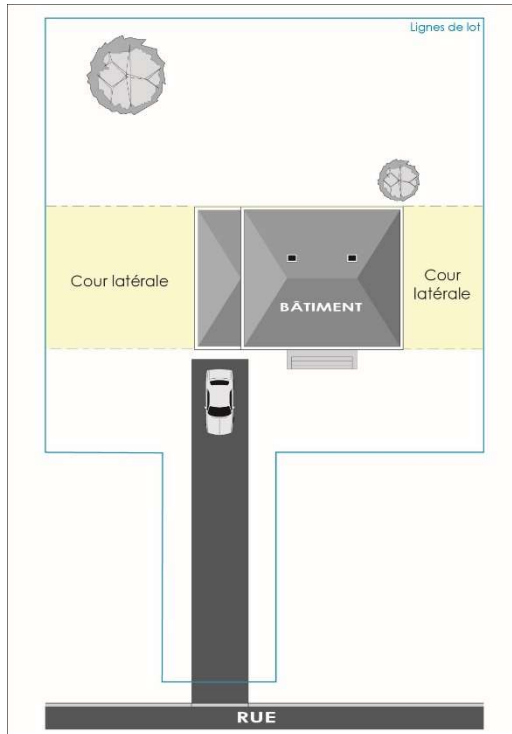 Lignes de lot
Cour latérale
Cour
latérale
BÂTIMENT
RUE